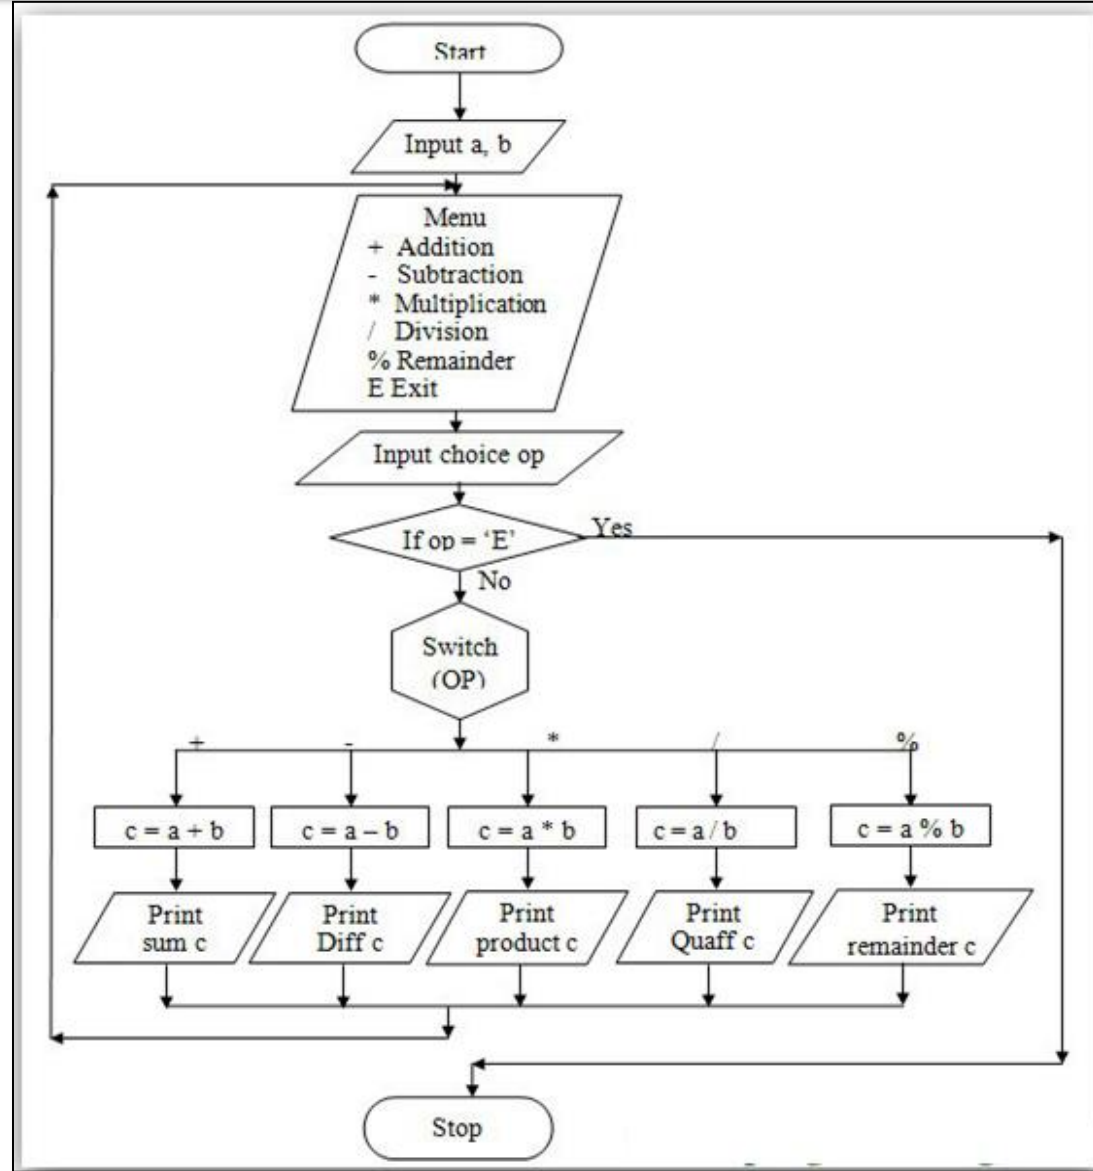 Start
Input a, b
Menu
+ Addition
- Subtraction
* Multiplication
/ Division
% Remainder
E Exit
Input choice op
If op = ‘E’
Yes
No
Switch
(OP)
+ - * / %
c = a + b
c = a – b
c = a * b
c = a / b
c = a % b
Print
sum c
Print
Diff c
Print
product c
Print
Quaff c
Print
remainder c
Stop